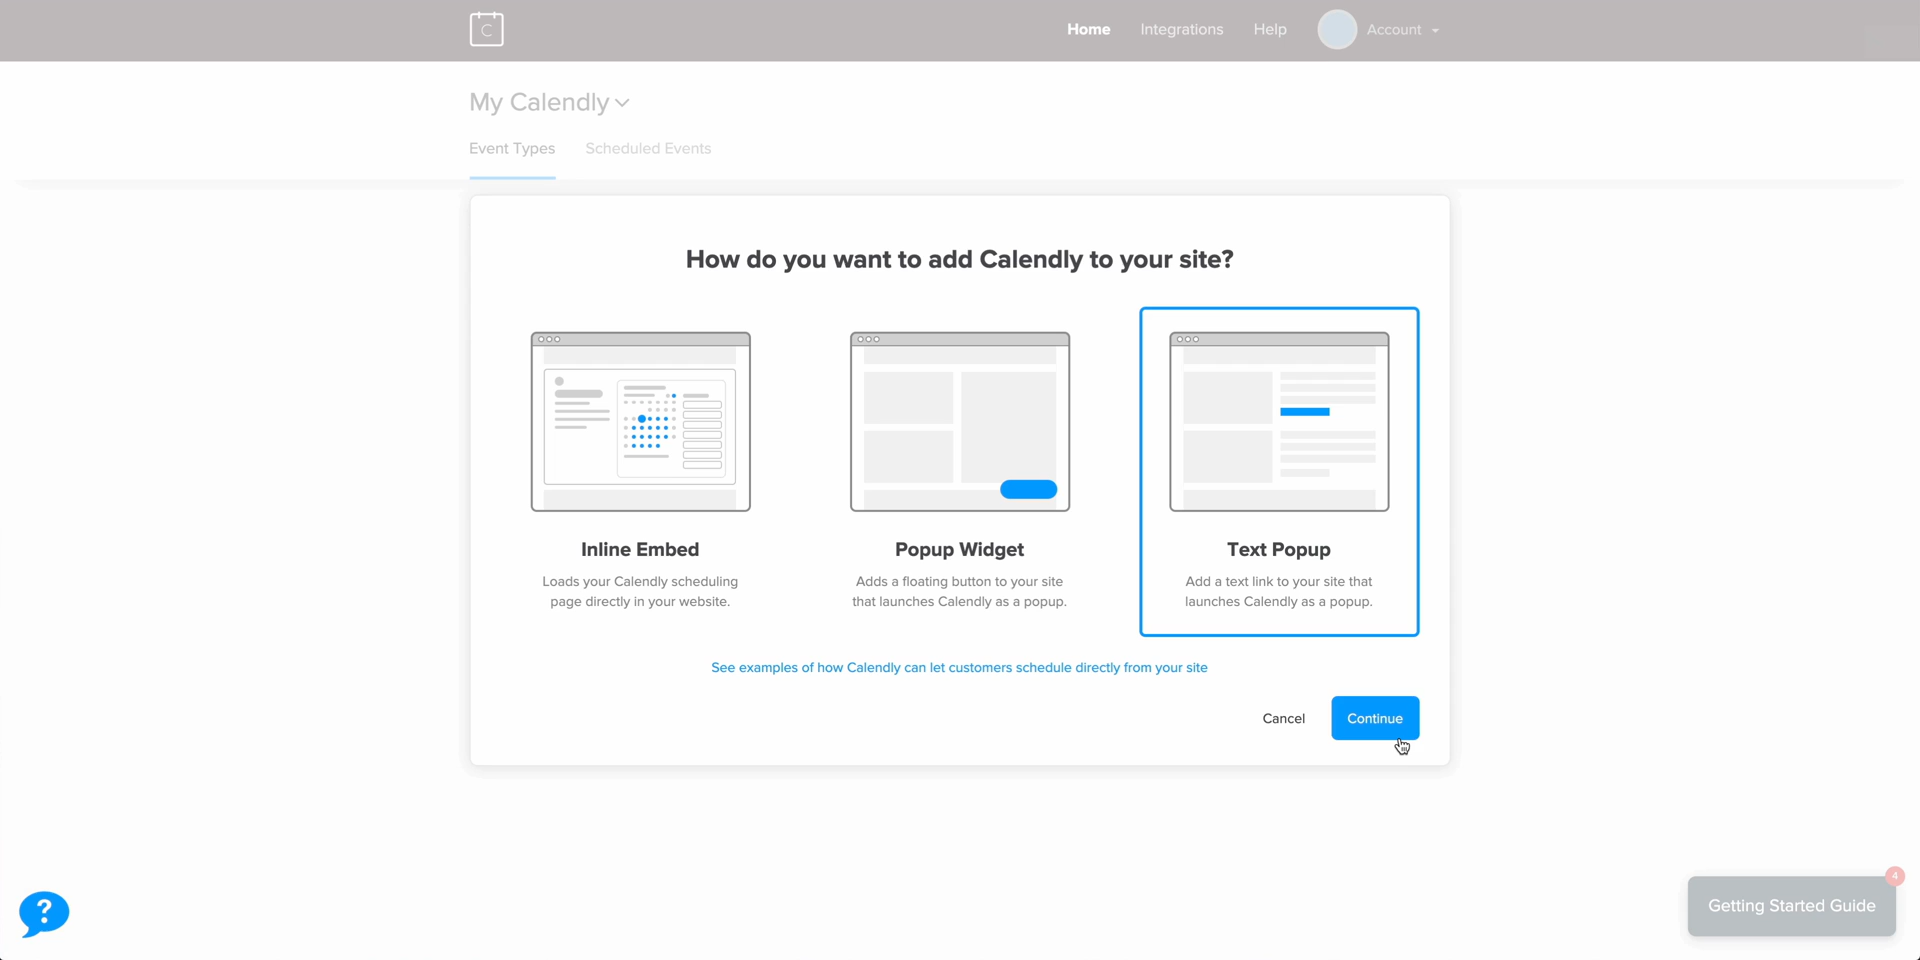 C
Home
Integrations
Help
Account
My Calendly
Event Types
Scheduled Events
How do you want to add Calendly to your site?
Inline Embed
Loads your Calendly scheduling
page directly in your website.
Popup Widget
Adds a floating button to your site
that launches Calendly as a popup.
Text Popup
Add a text link to your site that
launches Calendly as a popup.
See examples of how Calendly can let customers schedule directly from your site
Cancel
Continue
?
4
Getting Started Guide